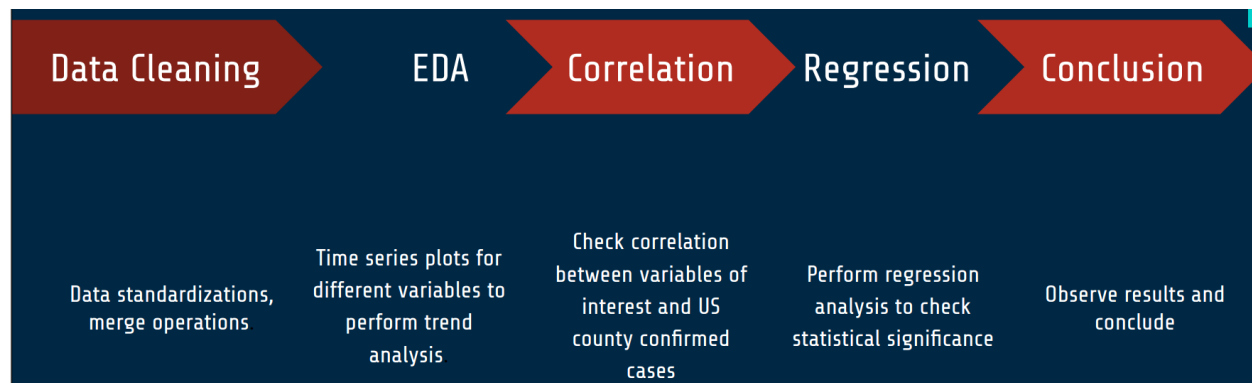 Data Cleaning
EDA
Correlation
Regression
Conclusion
Data standardizations,
merge operations
Time series plots for
different variables to
perform trend
analysis
Check correlation
between variables of
interest and US
county confirmed
cases
Perform regression
analysis to check
statistical significance
Observe results and
conclude